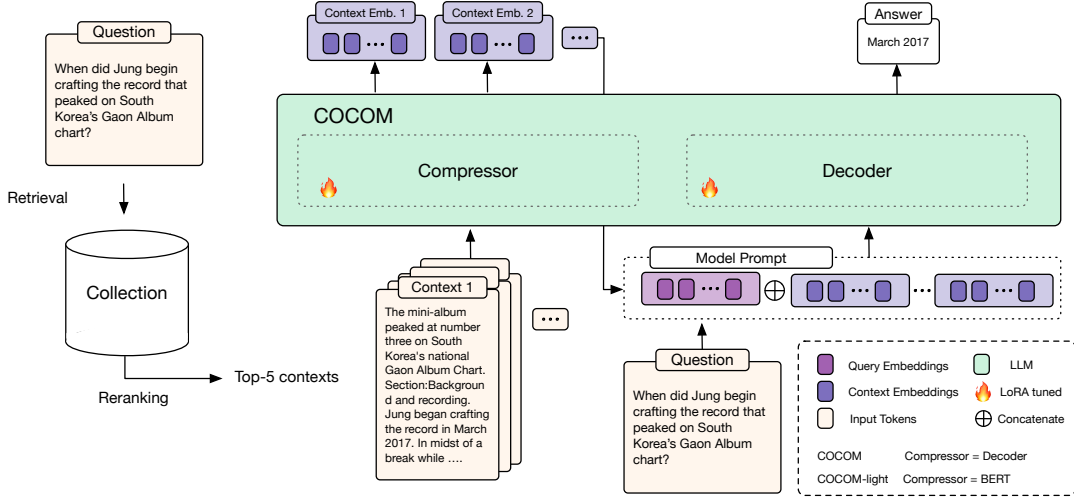 Question
When did Jung begin
crafting the record that
peaked on South
Korea's Gaon Album
chart?
Retrieval
Collection
Reranking
Top-5 contexts
Context Emb. 1
Context Emb. 2
...
Answer
March 2017
COCOM
Compressor
Decoder
Context 1
The mini-album
peaked at number
three on South
Korea's national
Gaon Album Chart.
Section:Backgroun
d and recording.
Jung began crafting
the record in March
2017. In midst of a
break while ....
...
Model Prompt
Question
When did Jung begin
crafting the record that
peaked on South
Korea's Gaon Album
chart?
Query Embeddings
Context Embeddings
Input Tokens
LLM
LoRA tuned
Concatenate
COCOM Compressor = Decoder
COCOM-light Compressor = BERT